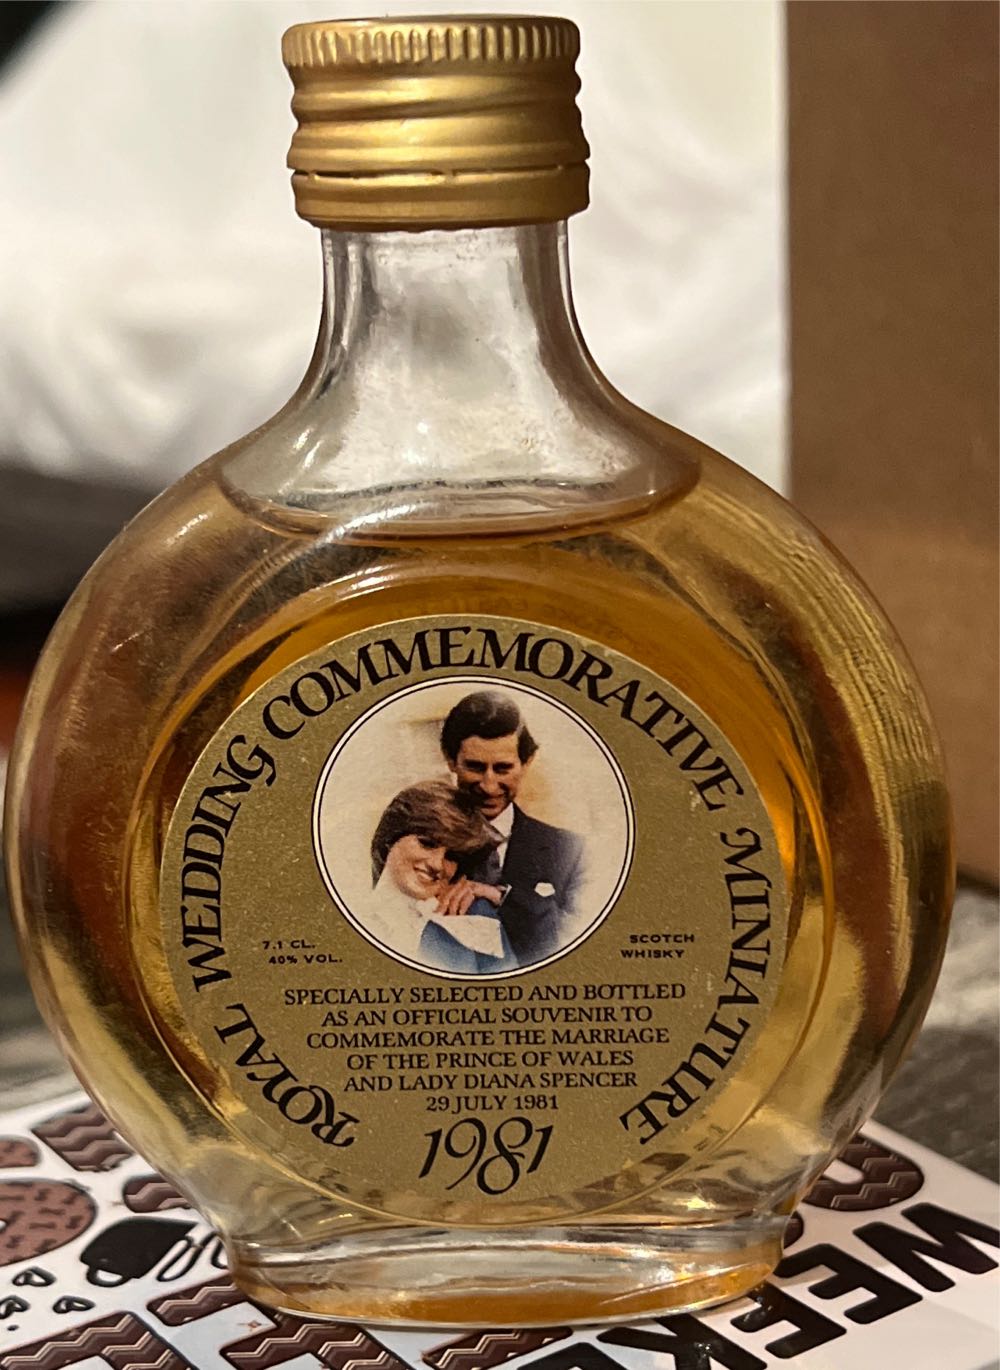 ROYAL WEDDING COMMEMORATIVE MINIATURE
7.1 CL.
40% VOL.
SCOTCH
WHISKY
SPECIALLY SELECTED AND BOTTLED
AS AN OFFICIAL SOUVENIR TO
COMMEMORATE THE MARRIAGE
OF THE PRINCE OF WALES
AND LADY DIANA SPENCER
29 JULY 1981
1981